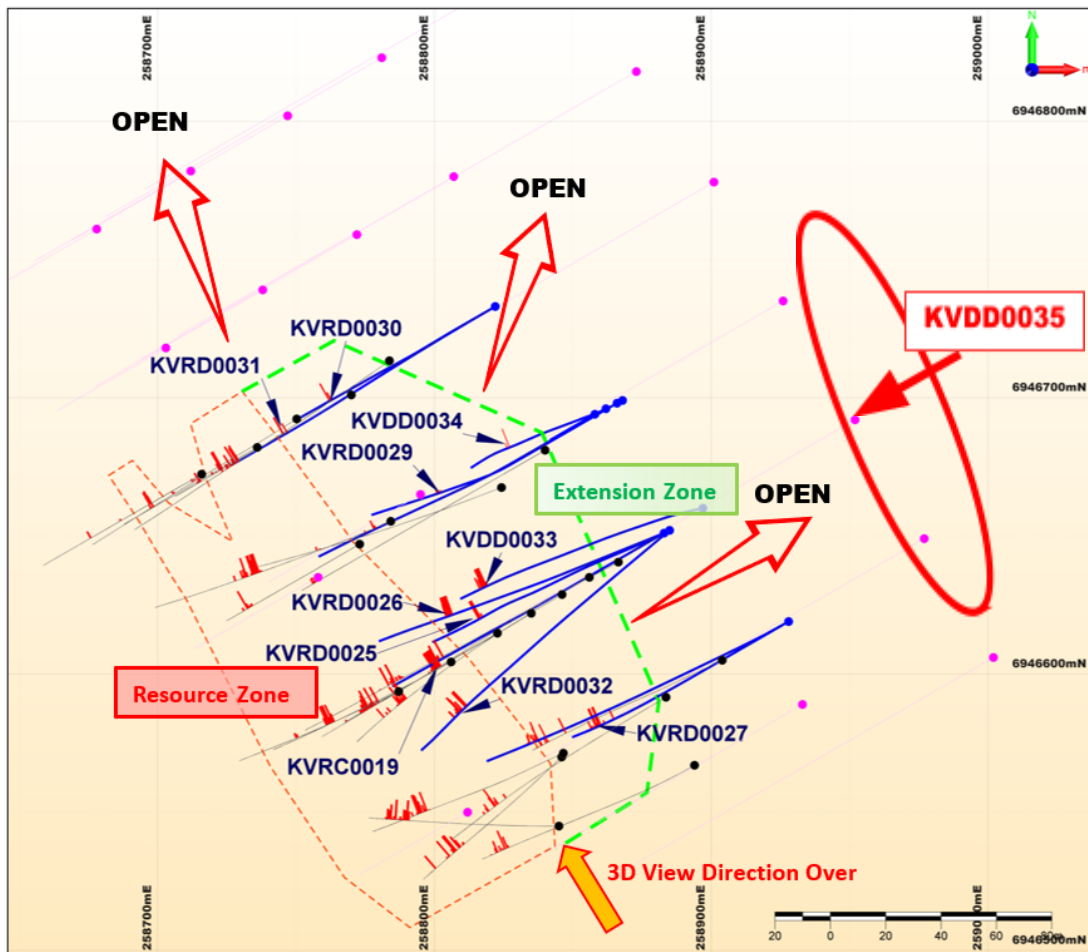 258700mE
258800mE
258900mE
259000mE
N
6946800mN
OPEN
OPEN
KVDD0035
KVRD0030
KVRD0031
6946700mN
KVDD0034
KVRD0029
Extension Zone
OPEN
KVDD0033
KVRD0026
KVRD0025
Resource Zone
KVRD0032
6946600mN
KVRD0027
KVRC0019
3D View Direction Over
258700mE
258800mE
258900mE
20 0 20 40 60